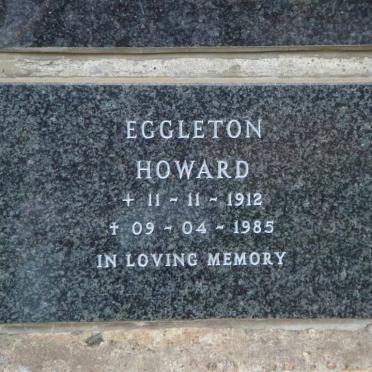 EGGLETON
HOWARD
+ 11 ~ 11 ~ 1912
† 09 ~ 04 ~ 1985
IN LOVING MEMORY